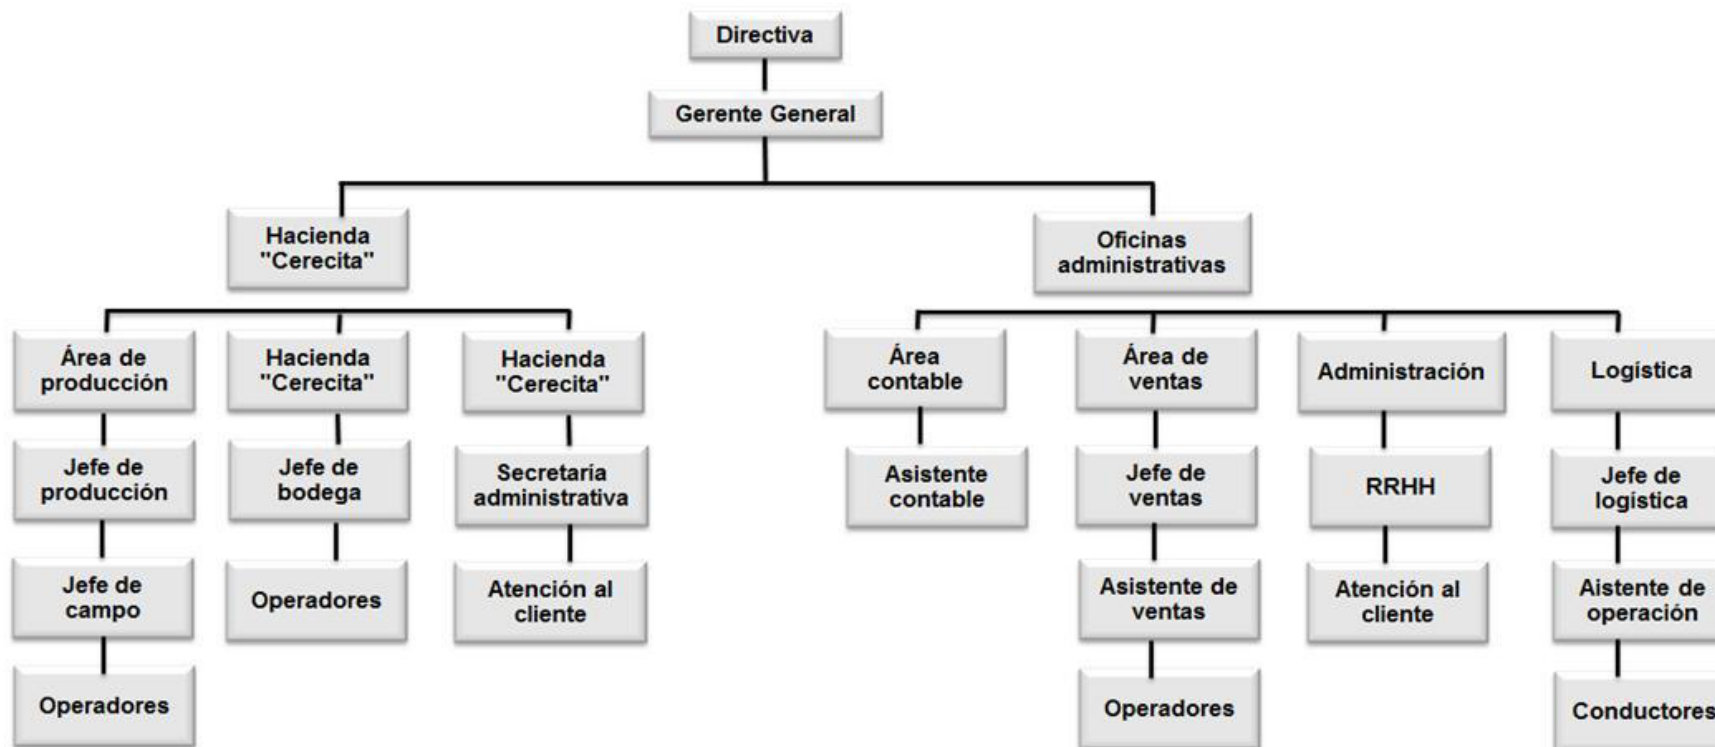 Directiva
Gerente General
Hacienda
"Cerecita"
Oficinas
administrativas
Área de
producción
Hacienda
"Cerecita"
Hacienda
"Cerecita"
Área
contable
Área de
ventas
Administración
Logística
Jefe de
producción
Jefe de
bodega
Secretaría
administrativa
Asistente
contable
Jefe de
ventas
RRHH
Jefe de
logística
Jefe de
campo
Operadores
Atención al
cliente
Asistente de
ventas
Atención al
cliente
Aistente de
operación
Operadores
Operadores
Conductores